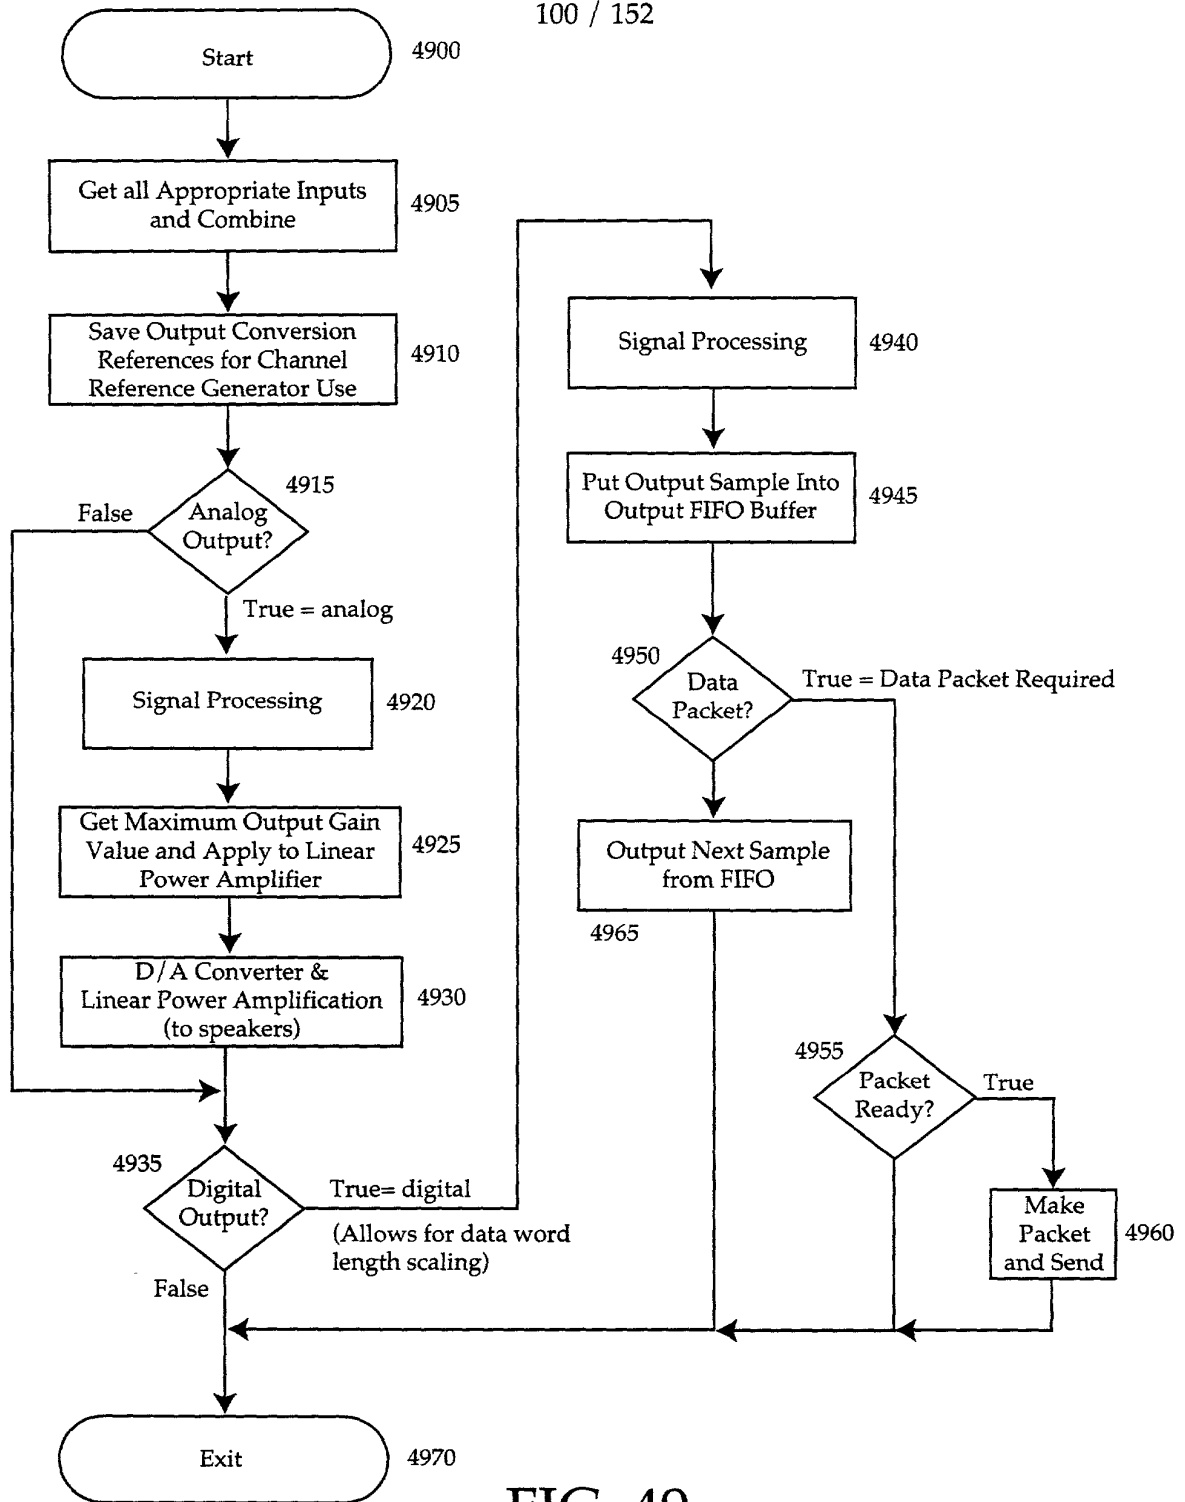 100 / 152
Start
4900
Get all Appropriate Inputs
and Combine
4905
Save Output Conversion
References for Channel
Reference Generator Use
4910
4915
False
Analog
Output?
True = analog
Signal Processing
4920
Get Maximum Output Gain
Value and Apply to Linear
Power Amplifier
4925
D/A Converter &
Linear Power Amplification
(to speakers)
4930
4935
Digital
Output?
True= digital
(Allows for data word
length scaling)
False
Signal Processing
4940
Put Output Sample Into
Output FIFO Buffer
4945
4950
Data
Packet?
True = Data Packet Required
Output Next Sample
from FIFO
4965
4955
Packet
Ready?
True
Make
Packet
and Send
4960
Exit
4970
FIG. 49